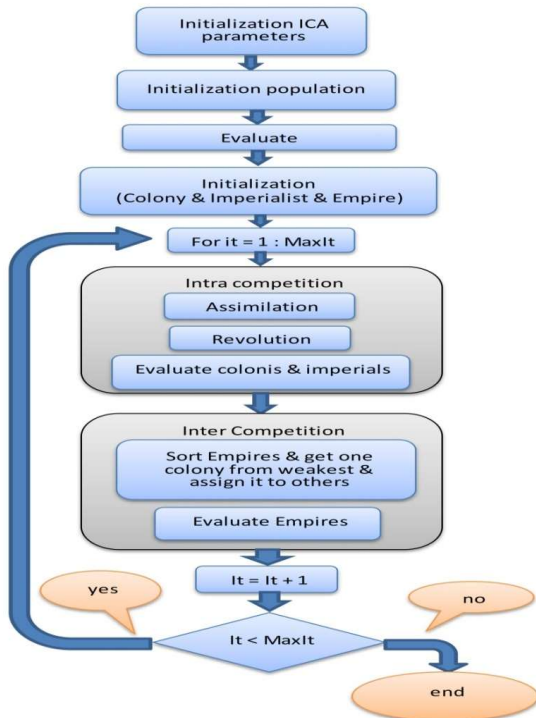 Initialization ICA
parameters
Initialization population
Evaluate
Initialization
(Colony & Imperialist & Empire)
For it = 1 : MaxIt
Intra competition
Assimilation
Revolution
Evaluate colonis & imperials
Inter Competition
Sort Empires & get one
colony from weakest &
assign it to others
Evaluate Empires
It = It + 1
yes
no
It < MaxIt
end